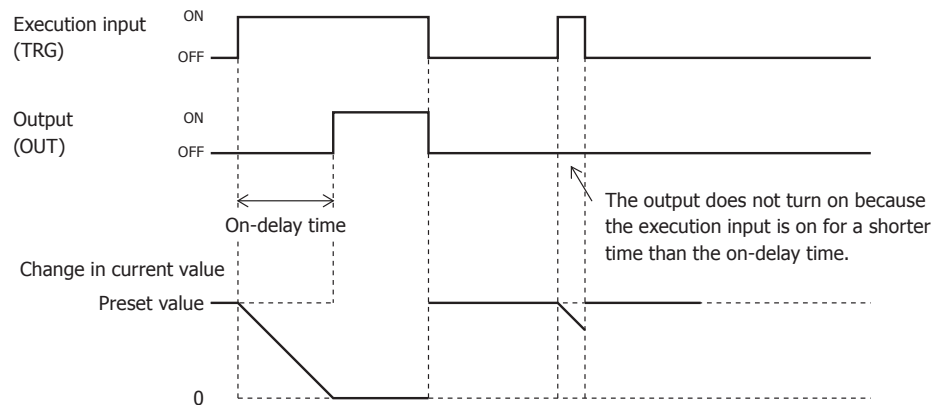 Execution input
(TRG)
ON
OFF
Output
(OUT)
ON
OFF
On-delay time
The output does not turn on because
the execution input is on for a shorter
time than the on-delay time.
Change in current value
Preset value
0